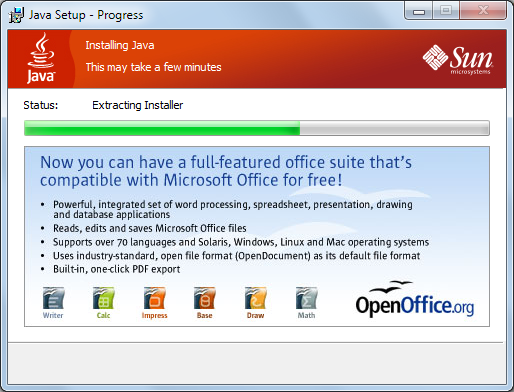 Java Setup - Progress
Installing Java
This may take a few minutes
Java™
Sun
microsystems
Status: Extracting Installer
Now you can have a full-featured office suite that's
compatible with Microsoft Office for free!
• Powerful, integrated set of word processing, spreadsheet, presentation, drawing
and database applications
• Reads, edits and saves Microsoft Office files
• Supports over 70 languages and Solaris, Windows, Linux and Mac operating systems
• Uses industry-standard, open file format (OpenDocument) as its default file format
• Built-in, one-click PDF export
Writer Calc Impress Base Draw Math
OpenOffice.org